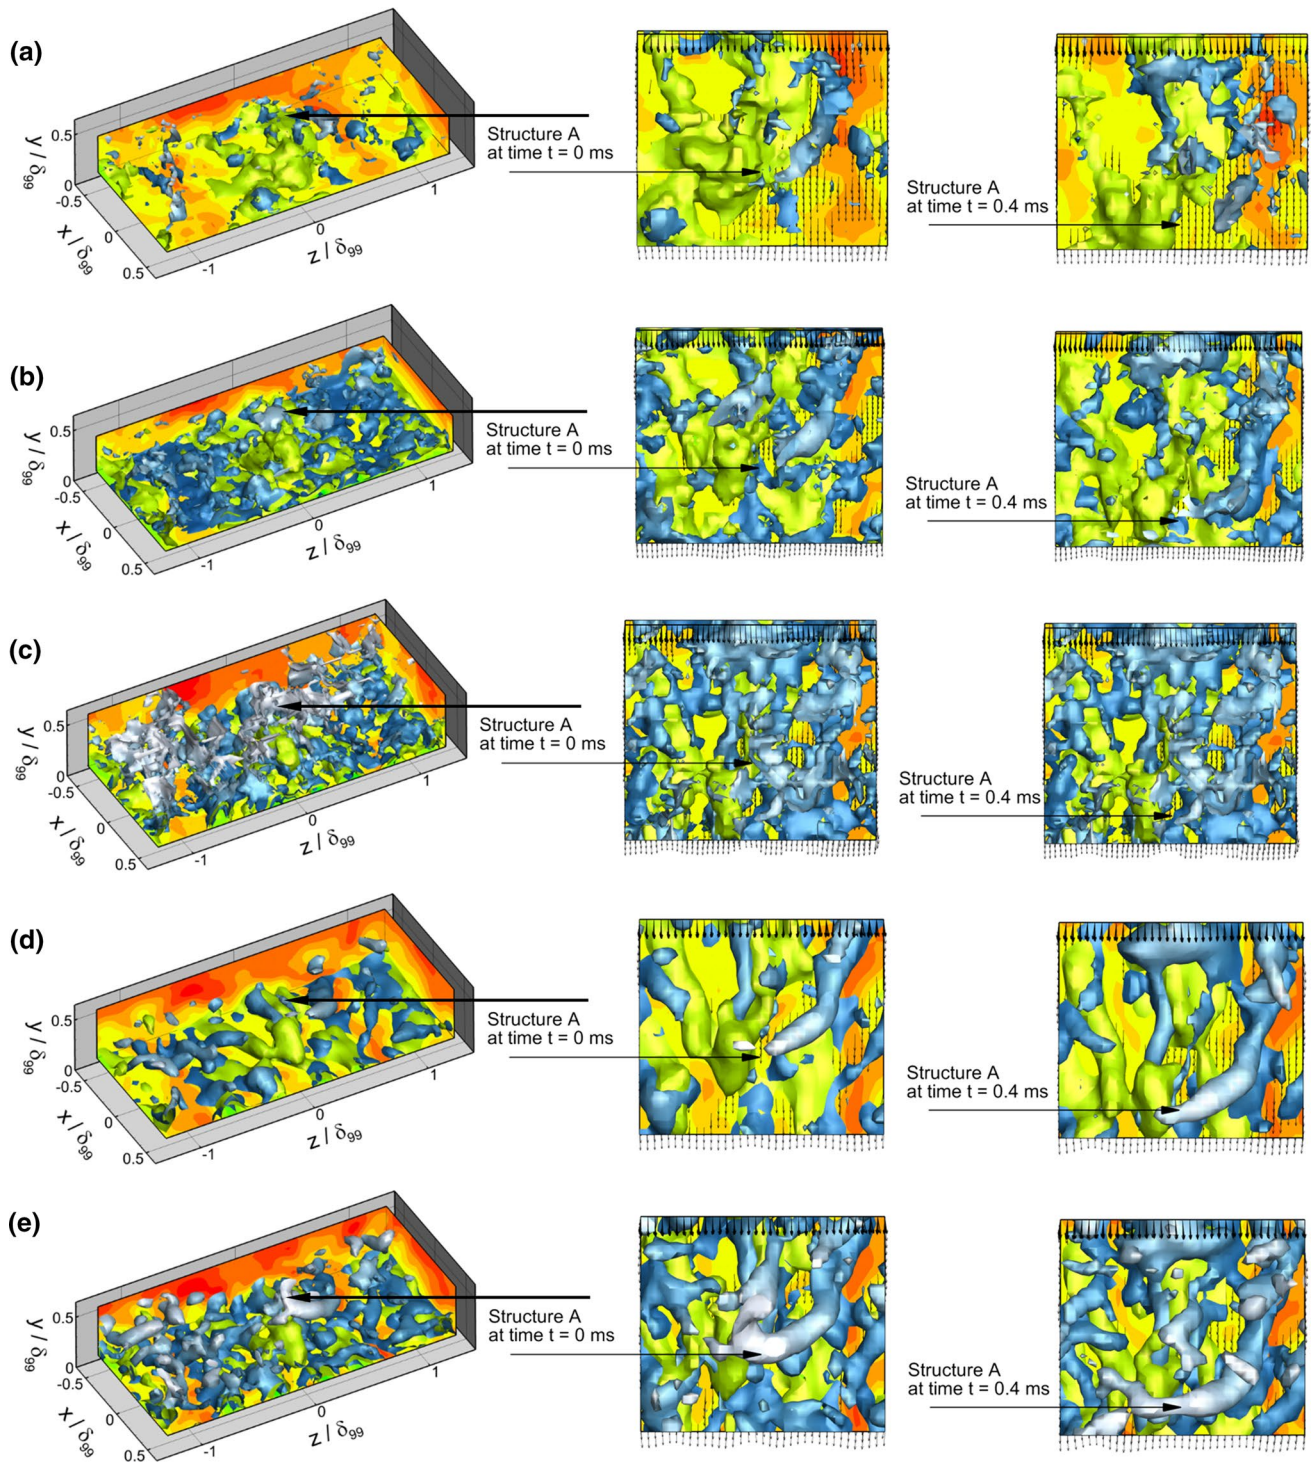 (a)
y / δ99
0.5
0
-0.5
x / δ99
0
0.5
-1
0
z / δ99
1
Structure A
at time t = 0 ms
Structure A
at time t = 0.4 ms
(b)
y / δ99
0.5
0
-0.5
x / δ99
0
0.5
-1
0
z / δ99
1
Structure A
at time t = 0 ms
Structure A
at time t = 0.4 ms
(c)
y / δ99
0.5
0
-0.5
x / δ99
0
0.5
-1
0
z / δ99
1
Structure A
at time t = 0 ms
Structure A
at time t = 0.4 ms
(d)
y / δ99
0.5
0
-0.5
x / δ99
0
0.5
-1
0
z / δ99
1
Structure A
at time t = 0 ms
Structure A
at time t = 0.4 ms
(e)
y / δ99
0.5
0
-0.5
x / δ99
0
0.5
-1
0
z / δ99
1
Structure A
at time t = 0 ms
Structure A
at time t = 0.4 ms